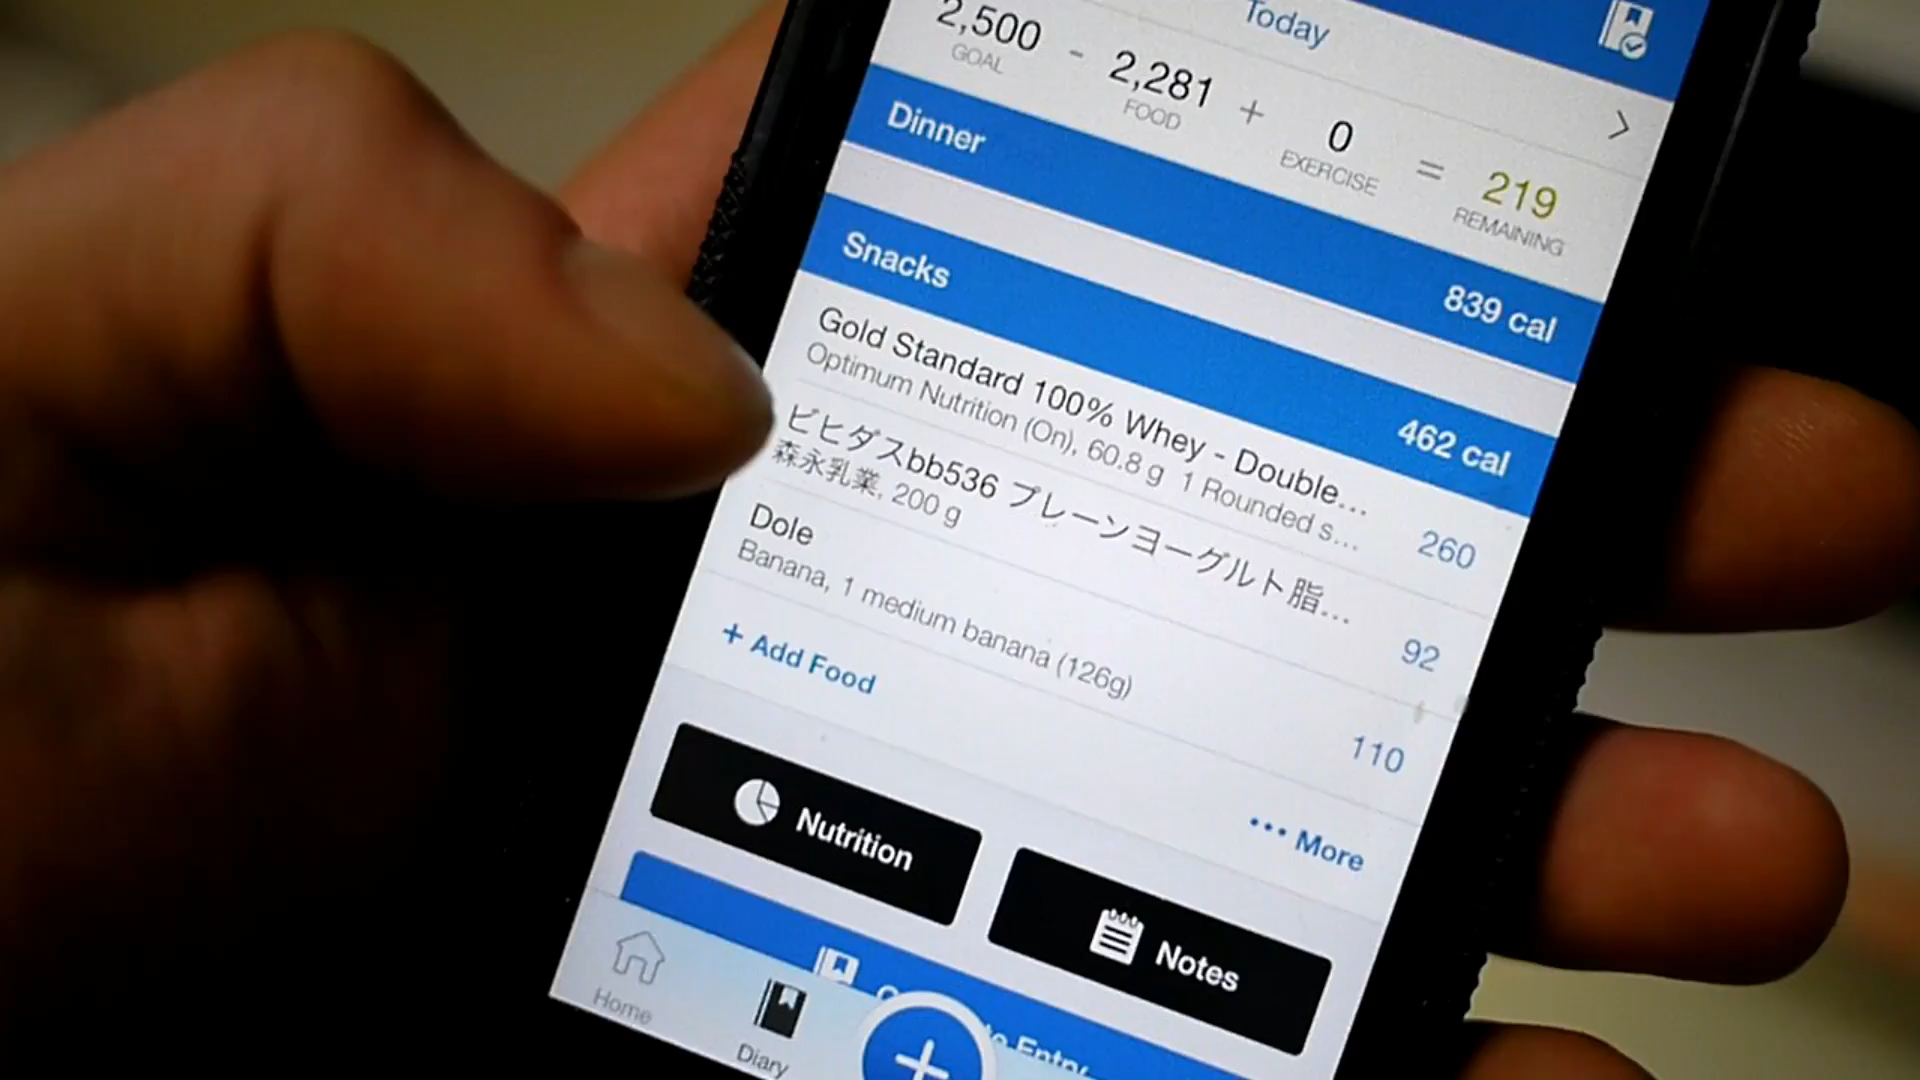 Today
2,500 - 2,281 + 0 = 219
GOAL FOOD EXERCISE REMAINING
Dinner 839 cal
Snacks 462 cal
Gold Standard 100% Whey - Double...
Optimum Nutrition (On), 60.8 g 1 Rounded s... 260
ビヒダスbb536 プレーンヨーグルト 脂...
森永乳業, 200 g 92
Dole
Banana, 1 medium banana (126g) 110
+ Add Food ••• More
Nutrition
Notes
Entry
Home
Diary
+